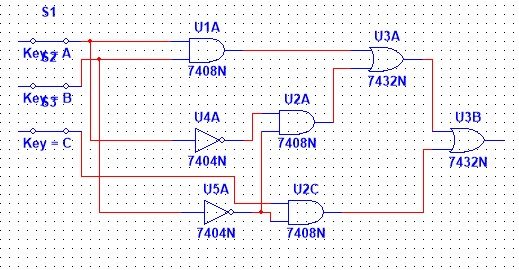 S1
U1A
U3A
Key = A
S2
7408N
7432N
Key = B
S3
U4A
U2A
U3B
Key = C
7404N
7408N
7432N
U5A
U2C
7404N
7408N